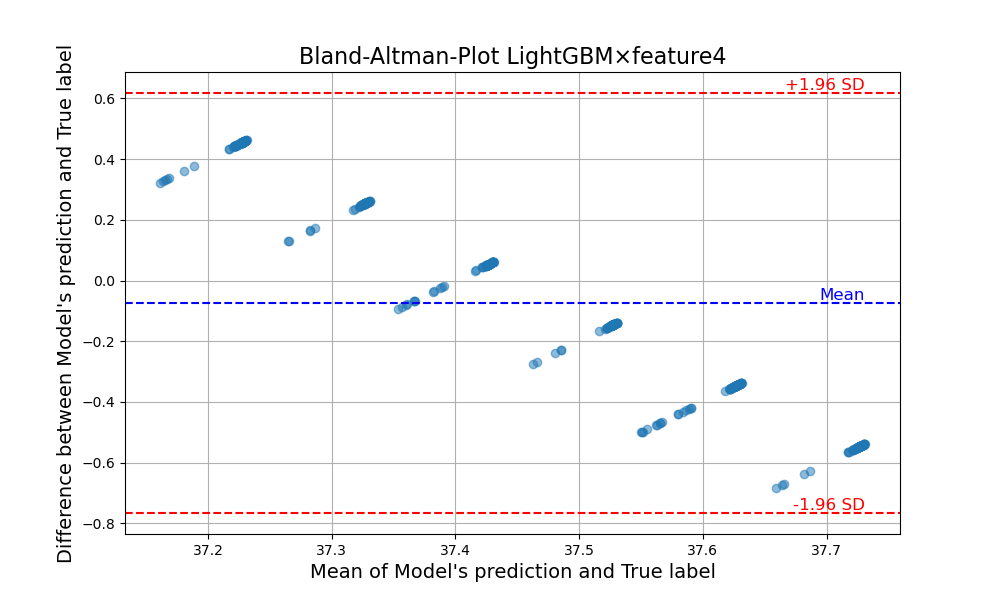 Bland-Altman-Plot LightGBM×feature4
Difference between Model's prediction and True label
0.6
0.4
0.2
0.0
−0.2
−0.4
−0.6
−0.8
+1.96 SD
Mean
-1.96 SD
37.2
37.3
37.4
37.5
37.6
37.7
Mean of Model's prediction and True label